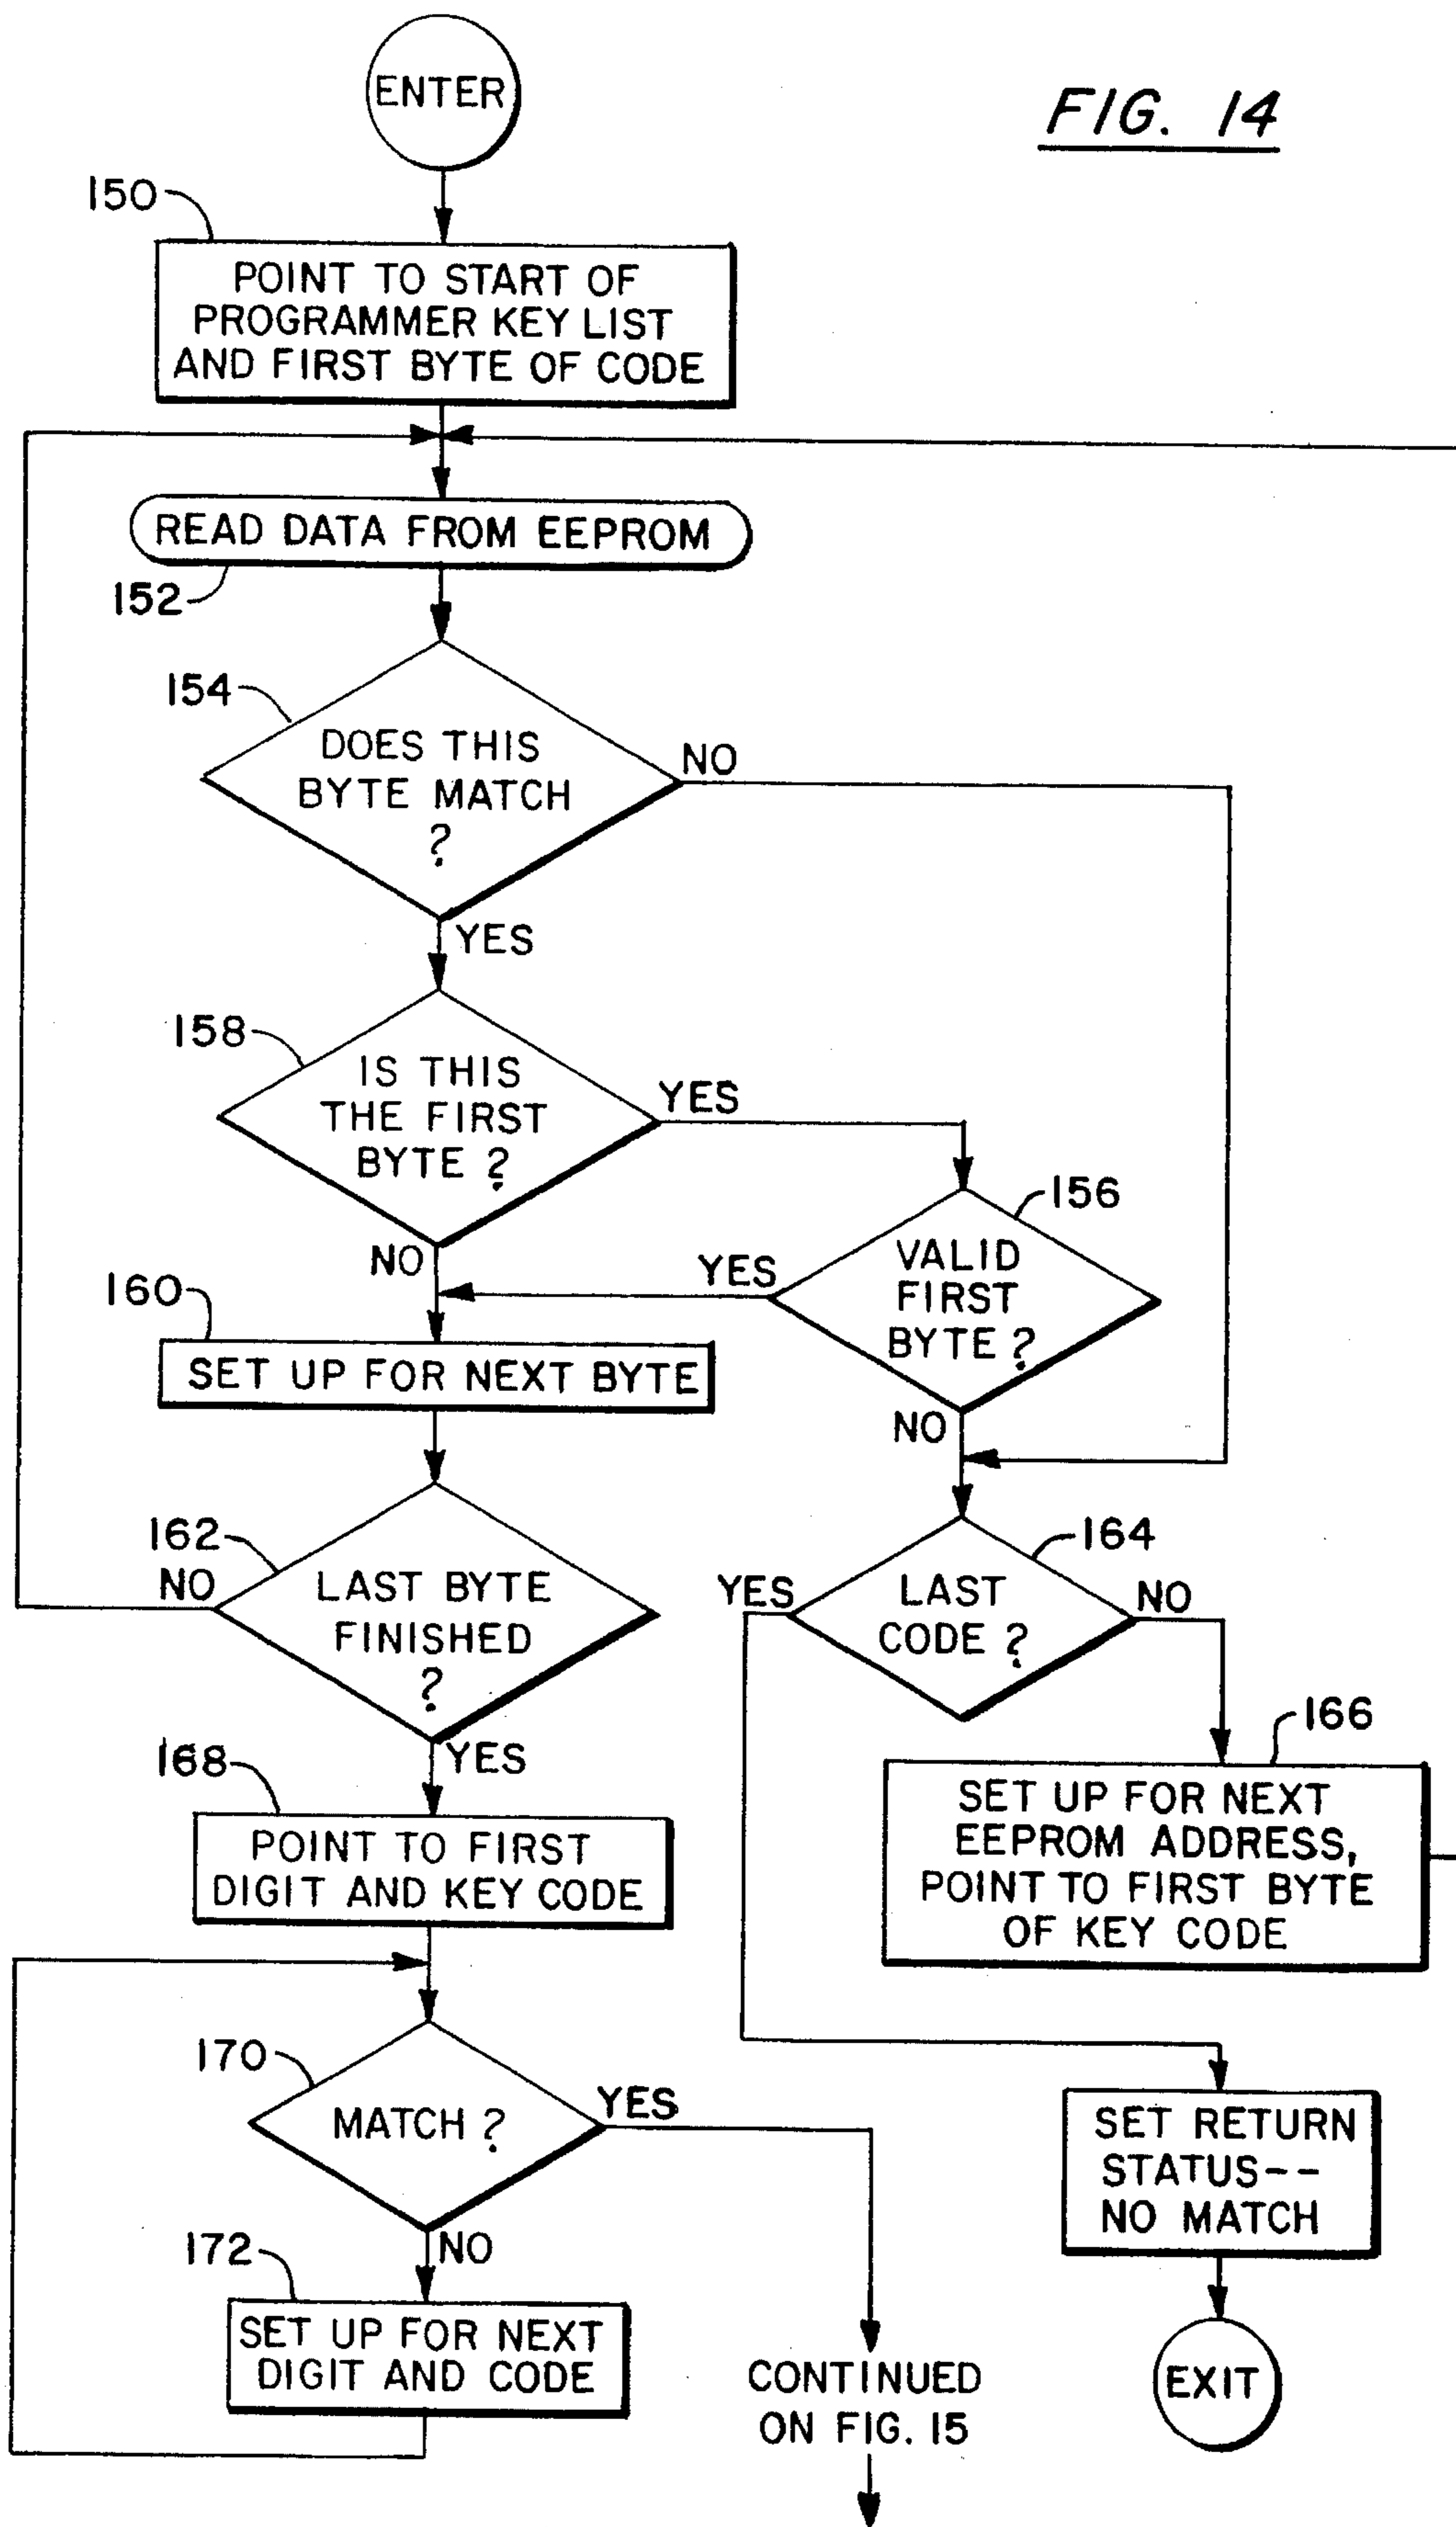 FIG. 14
ENTER
150
POINT TO START OF
PROGRAMMER KEY LIST
AND FIRST BYTE OF CODE
READ DATA FROM EEPROM
152
154
DOES THIS
BYTE MATCH
?
NO
YES
158
IS THIS
THE FIRST
BYTE ?
YES
NO
156
VALID
FIRST
BYTE ?
YES
NO
160
SET UP FOR NEXT BYTE
162
NO
LAST BYTE
FINISHED
?
YES
164
YES
LAST
CODE ?
NO
166
SET UP FOR NEXT
EEPROM ADDRESS,
POINT TO FIRST BYTE
OF KEY CODE
168
POINT TO FIRST
DIGIT AND KEY CODE
170
MATCH ?
YES
NO
172
SET UP FOR NEXT
DIGIT AND CODE
SET RETURN
STATUS--
NO MATCH
CONTINUED
ON FIG. 15
EXIT